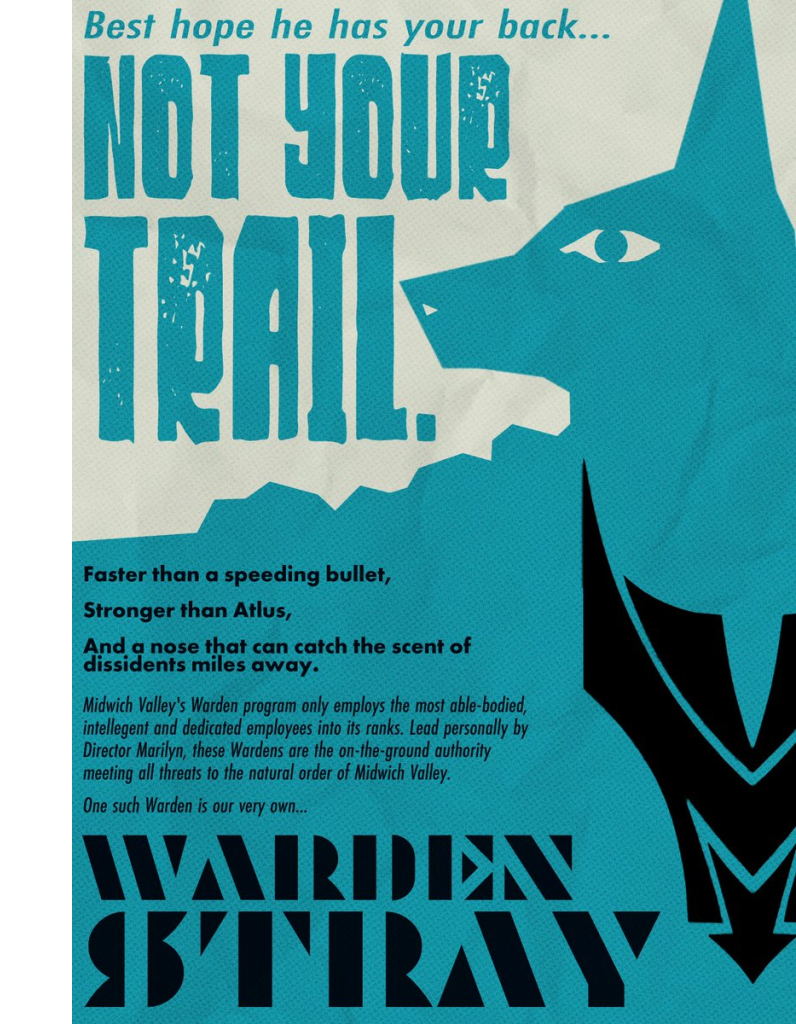 Best hope he has your back...
NOT YOUR
TRAIL.
Faster than a speeding bullet,
Stronger than Atlus,
And a nose that can catch the scent of
dissidents miles away.
Midwich Valley's Warden program only employs the most able-bodied,
intellegent and dedicated employees into its ranks. Lead personally by
Director Marilyn, these Wardens are the on-the-ground authority
meeting all threats to the natural order of Midwich Valley.
One such Warden is our very own...
WARDEN
STRAY
M